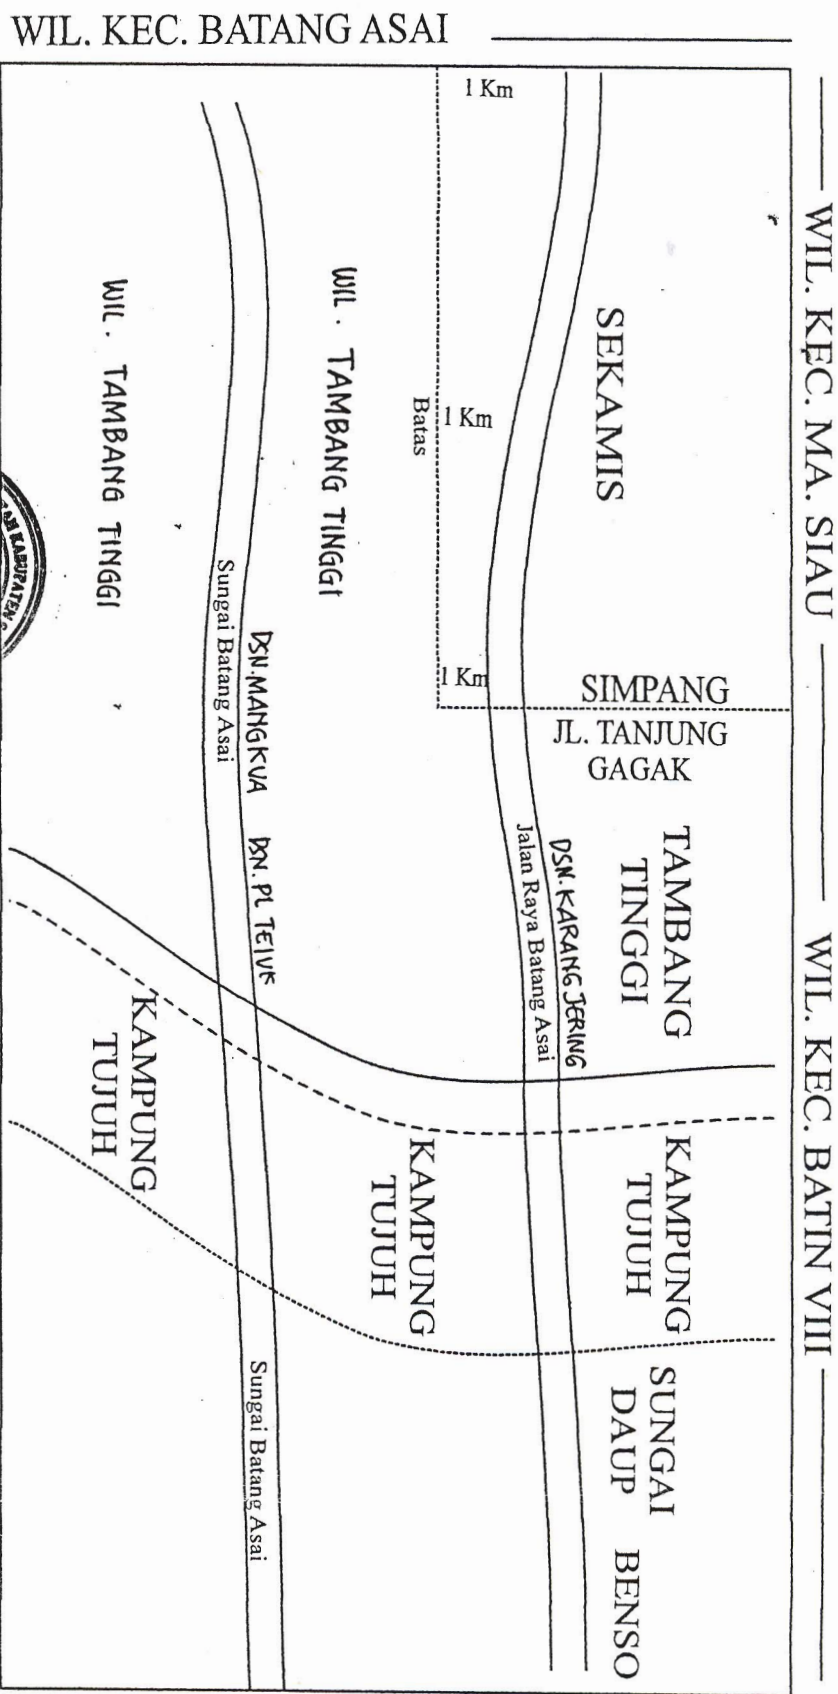 WIL. KEC. BATANG ASAI
WIL. KEC. MA. SIAU
WIL. KEC. BATIN VIII
1 Km
SEKAMIS
1 Km
Batas
1 Km
SIMPANG
JL. TANJUNG
GAGAK
TAMBANG
TINGGI
DSN. KARANG JERING
Jalan Raya Batang Asai
WIL. TAMBANG TINGGI
DSN. MANGKUA
DSN. PL TELUK
Sungai Batang Asai
WIL. TAMBANG TINGGI
KABUPATEN
KAMPUNG
TUJUH
KAMPUNG
TUJUH
KAMPUNG
TUJUH
SUNGAI
DAUP
BENSO
Sungai Batang Asai